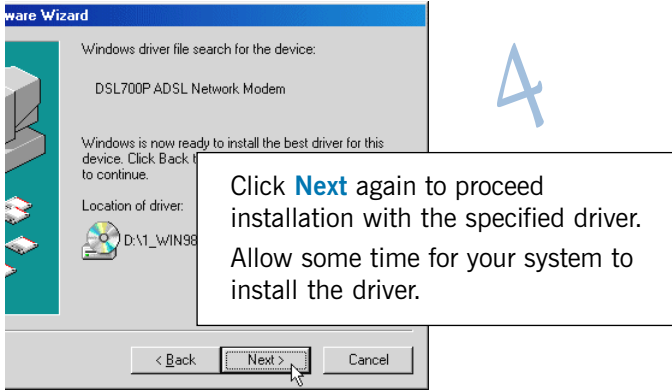 ware Wizard
Windows driver file search for the device:
DSL700P ADSL Network Modem
4
Windows is now ready to install the best driver for this
device. Click Back
to continue.
Click Next again to proceed
installation with the specified driver.
Allow some time for your system to
install the driver.
Location of driver:
D:\1_WIN98
< Back
Next >
Cancel